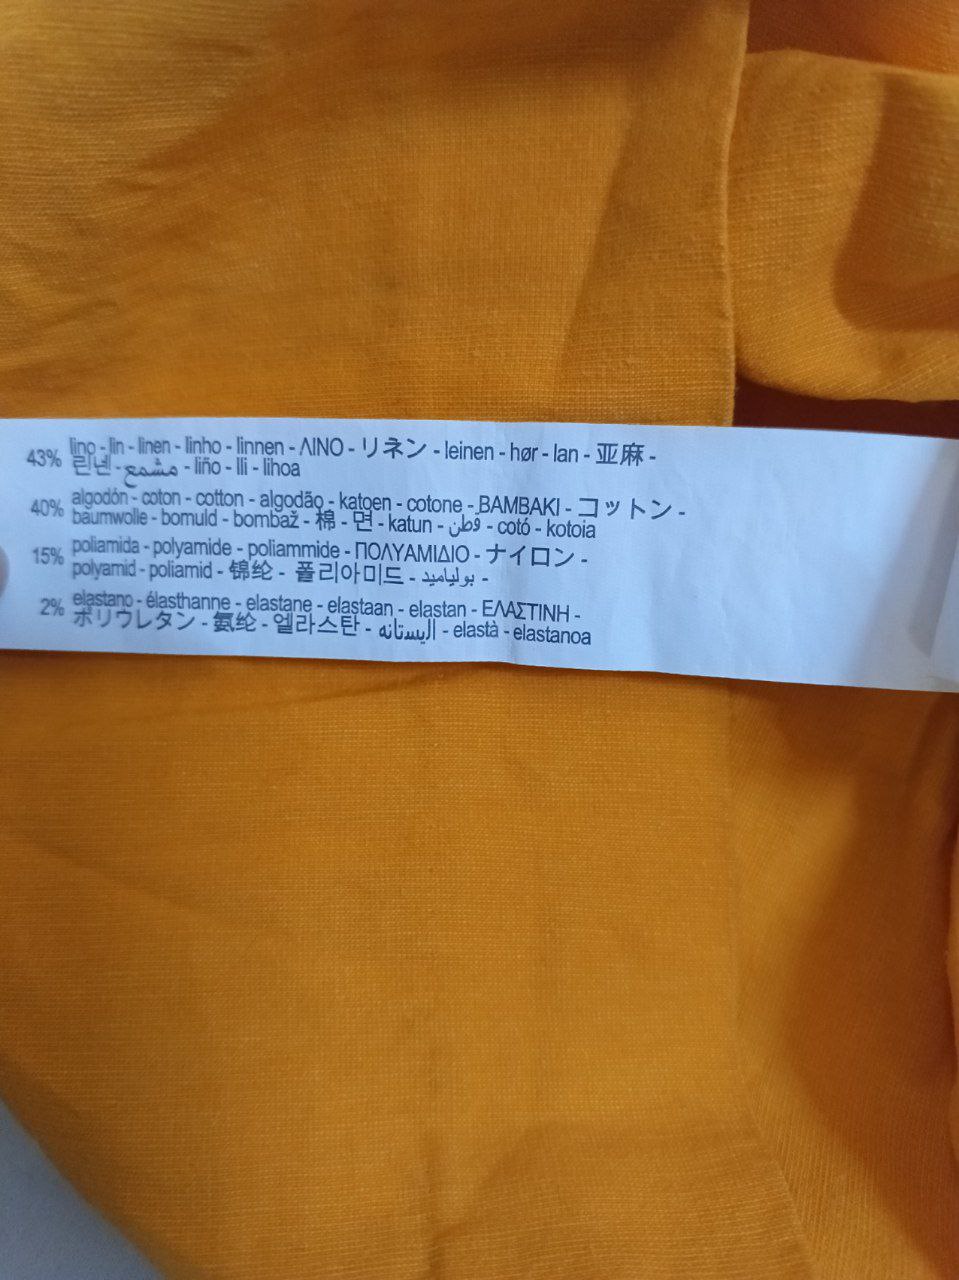 43% lino - lin - linen - linho - linnen - ΛΙΝΟ - リネン - leinen - hør - lan - 亚麻 -
린넨 - مشمع - liño - lli - lihoa
40% algodón - coton - cotton - algodão - katoen - cotone - BAMBAKI - コットン -
baumwolle - bomuld - bombaž - 棉 - 면 - katun - قطن - cotó - kotoia
15% poliamida - polyamide - poliammide - ΠΟΛΥΑΜΙΔΙΟ - ナイロン -
polyamid - poliamid - 锦纶 - 폴리아미드 - بولياميد -
2% elastano - élasthanne - elastane - elastaan - elastan - ΕΛΑΣΤΙΝΗ -
ポリウレタン - 氨纶 - 엘라스탄 - اليستانه - elastà - elastanoa